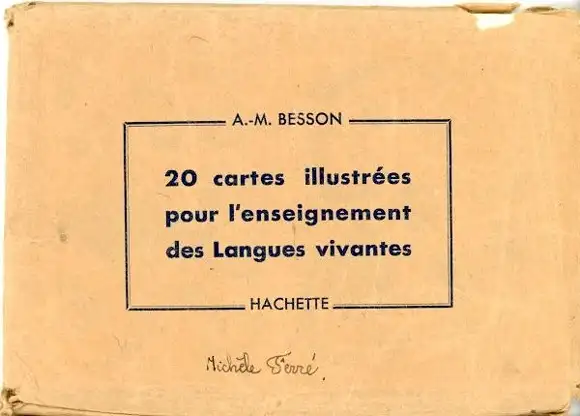 A.-M. BESSON
20 cartes illustrées
pour l'enseignement
des Langues vivantes
HACHETTE
Michèle Ferré.